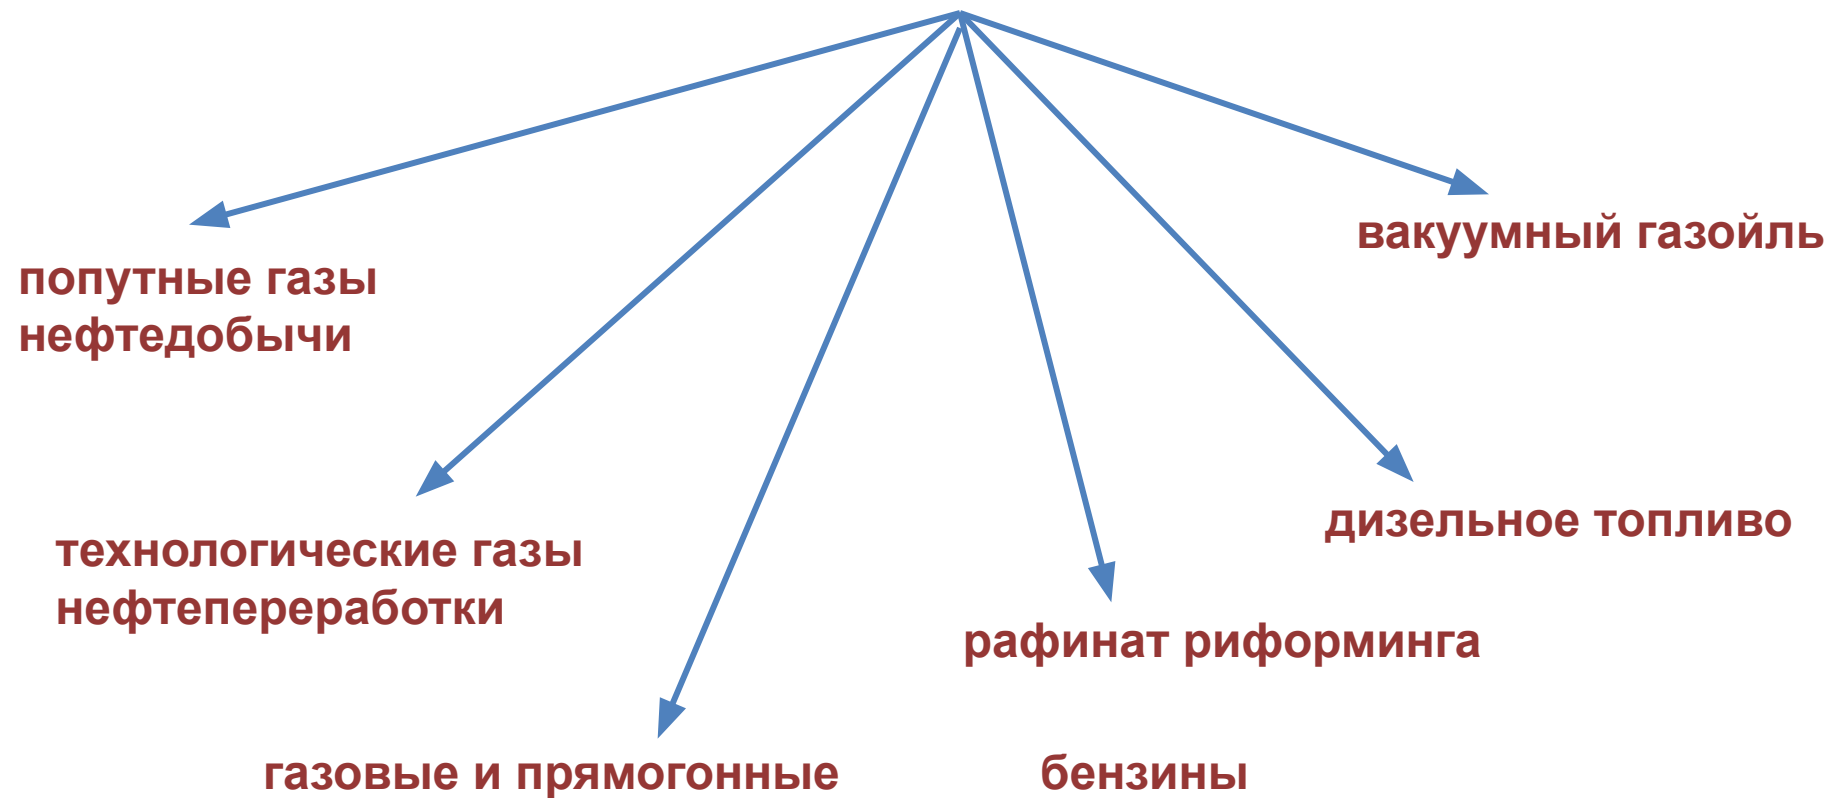 вакуумный газойль
попутные газы
нефтедобычи
дизельное топливо
технологические газы
нефтепереработки
рафинат риформинга
газовые и прямогонные бензины